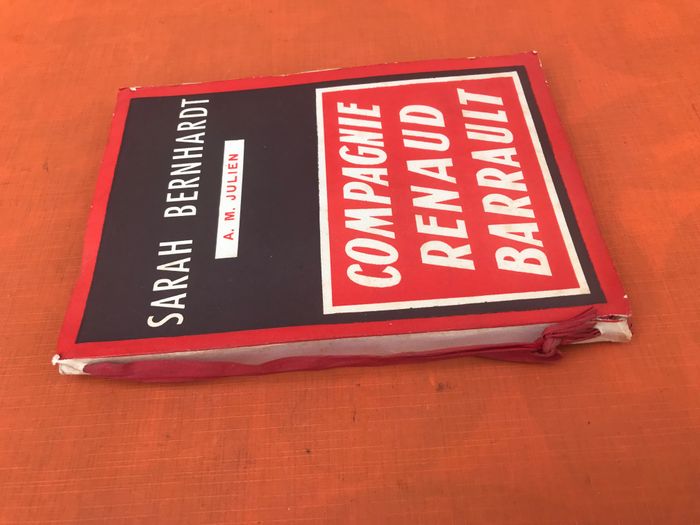 SARAH BERNHARDT
A. M. JULIEN
COMPAGNIE
RENAUD
BARRAULT